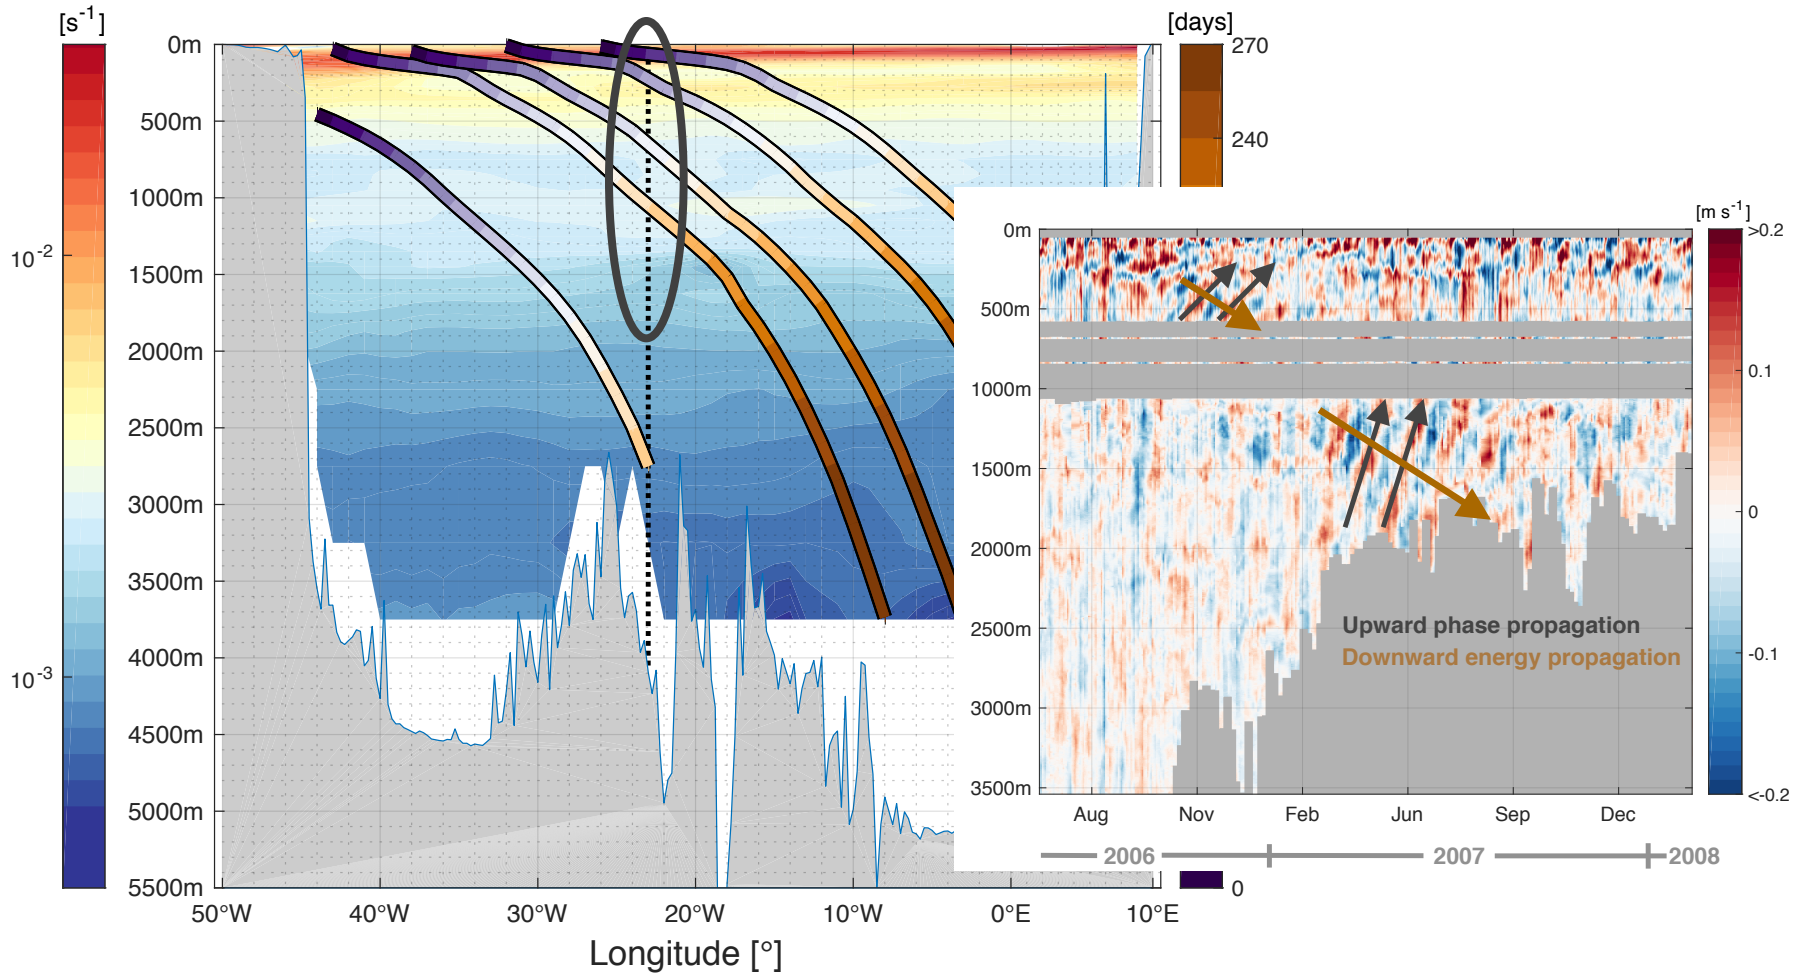 [s⁻¹]
10⁻²
10⁻³
0m
500m
1000m
1500m
2000m
2500m
3000m
3500m
4000m
4500m
5000m
5500m
50°W
40°W
30°W
20°W
10°W
0°E
10°E
Longitude [°]
[days]
270
240
0
0m
500m
1000m
1500m
2000m
2500m
3000m
3500m
Upward phase propagation
Downward energy propagation
Aug
Nov
Feb
Jun
Sep
Dec
2006
2007
2008
[m s⁻¹]
>0.2
0.1
0
-0.1
<-0.2